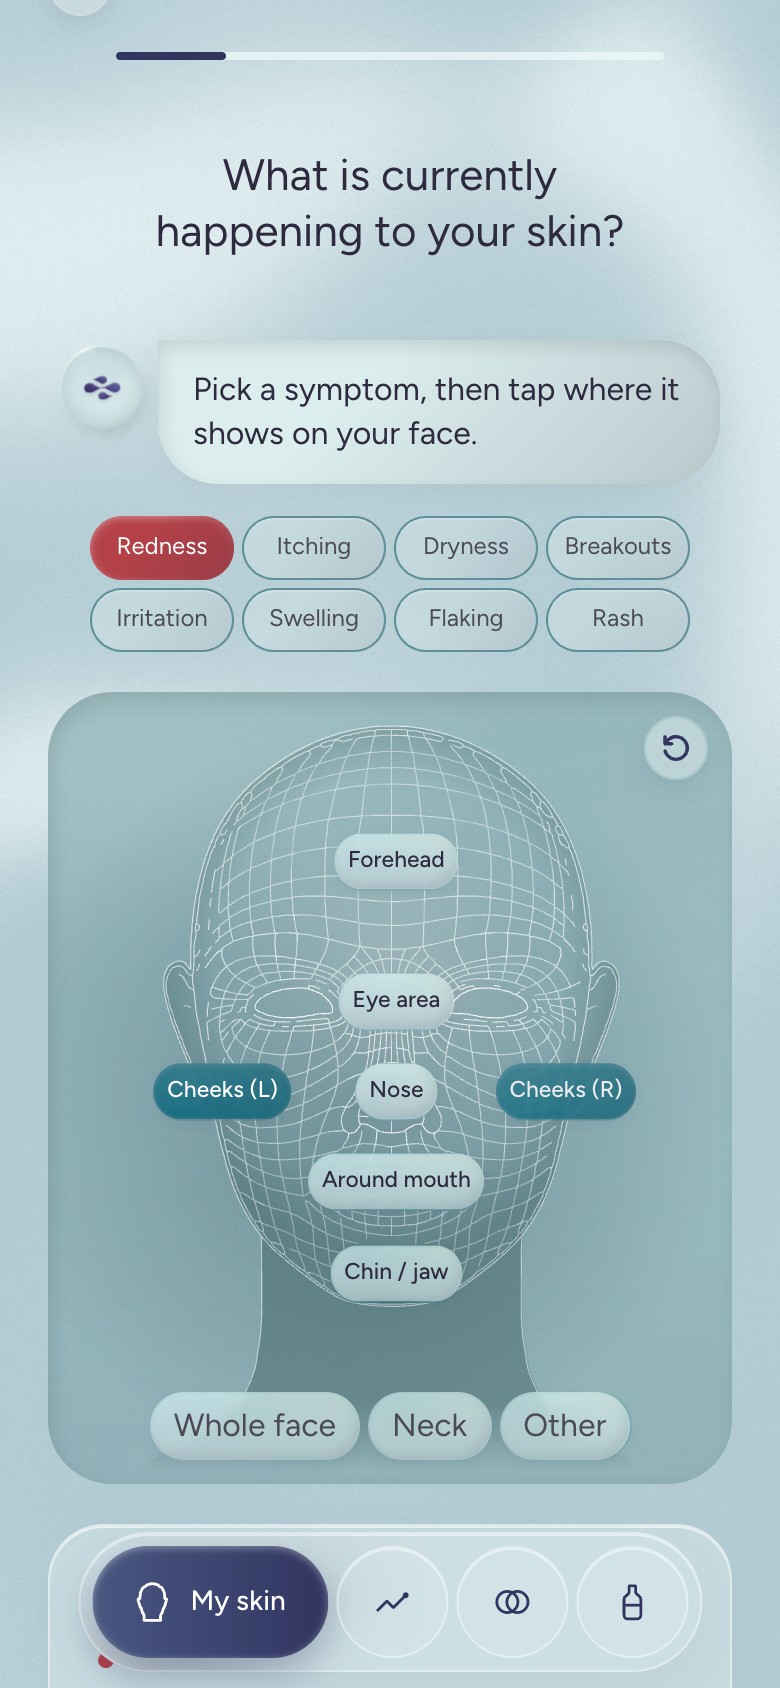 What is currently
happening to your skin?
Pick a symptom, then tap where it
shows on your face.
Redness
Itching
Dryness
Breakouts
Irritation
Swelling
Flaking
Rash
Forehead
Eye area
Cheeks (L)
Nose
Cheeks (R)
Around mouth
Chin / jaw
Whole face
Neck
Other
My skin